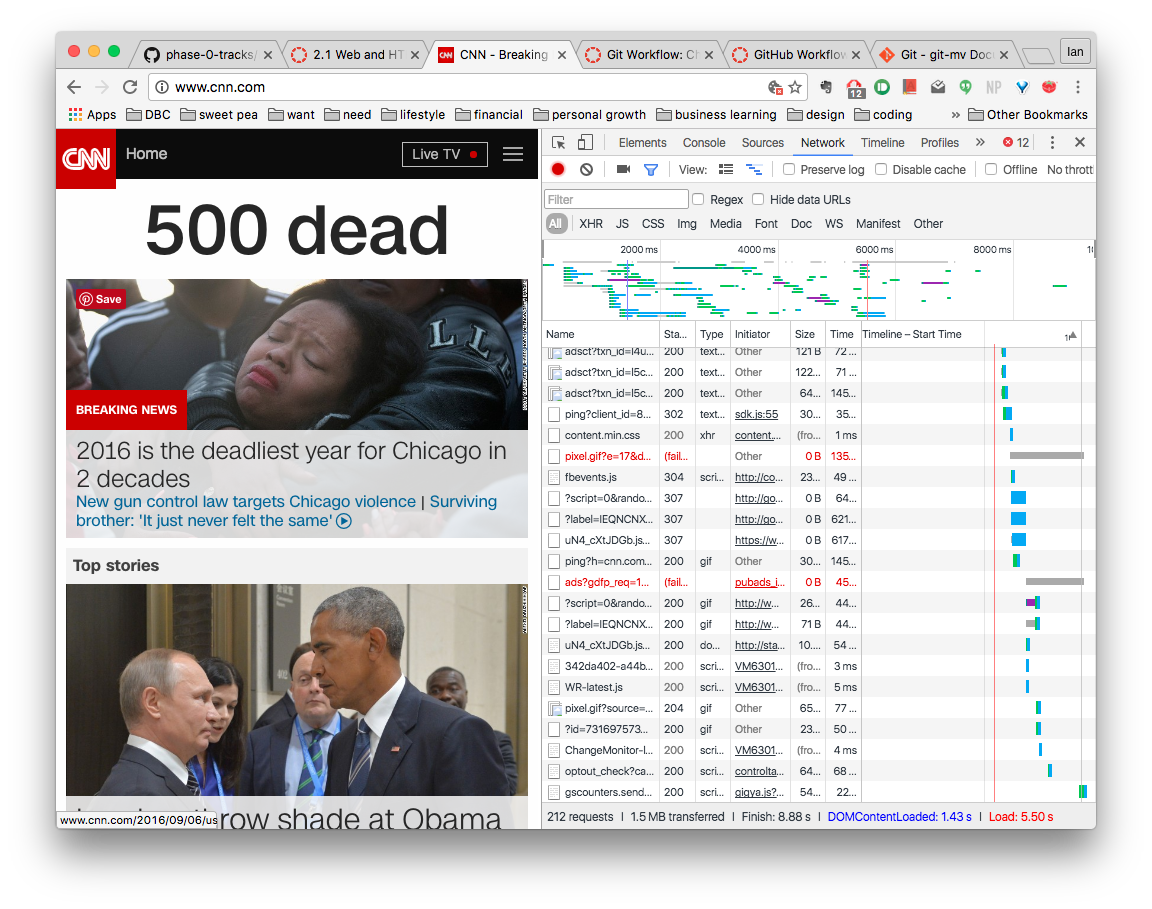 phase-0-tracks/
2.1 Web and HT
CNN - Breaking
Git Workflow: Ch
GitHub Workflow
Git - git-mv Doc
Ian
www.cnn.com
12
NP
Apps
DBC
sweet pea
want
need
lifestyle
financial
personal growth
business learning
design
coding
»
Other Bookmarks
CNN
Home
Live TV
500 dead
Save
LLE
BREAKING NEWS
2016 is the deadliest year for Chicago in
2 decades
New gun control law targets Chicago violence | Surviving
brother: 'It just never felt the same'
Top stories
row shade at Obama
www.cnn.com/2016/09/06/us
Elements Console Sources Network Timeline Profiles » 12
View: Preserve log Disable cache Offline No thrott
Filter Regex Hide data URLs
All XHR JS CSS Img Media Font Doc WS Manifest Other
2000 ms 4000 ms 6000 ms 8000 ms 1
Name Sta... Type Initiator Size Time Timeline – Start Time 1
adsct?txn_id=l4u... 200 text... Other 121 B 72 ...
adsct?txn_id=l5c... 200 text... Other 122... 71 ...
adsct?txn_id=l5c... 200 text... Other 64... 145...
ping?client_id=8... 302 text... sdk.js:55 30... 35...
content.min.css 200 xhr content.... (fro... 1 ms
pixel.gif?e=17&d... (fail... Other 0 B 135...
fbevents.js 304 scri... http://co... 23... 49 ...
?script=0&rando... 307 http://go... 0 B 64...
?label=IEQNCNX... 307 http://go... 0 B 621...
uN4_cXtJDGb.js... 307 https://w... 0 B 617...
ping?h=cnn.com... 200 gif Other 30... 145...
ads?gdfp_req=1... (fail... pubads_i... 0 B 45...
?script=0&rando... 200 gif http://w... 26... 44...
?label=IEQNCNX... 200 gif http://w... 71 B 44...
uN4_cXtJDGb.js... 200 do... http://sta... 10.... 54 ...
342da402-a44b... 200 scri... VM6301... (fro... 3 ms
WR-latest.js 200 scri... VM6301... (fro... 5 ms
pixel.gif?source=... 204 gif Other 65... 77 ...
?id=731697573... 200 gif Other 23... 50 ...
ChangeMonitor-l... 200 scri... VM6301... (fro... 4 ms
optout_check?ca... 200 scri... controlta... 64... 68 ...
gscounters.send... 200 scri... gigya.js?... 54... 22...
212 requests | 1.5 MB transferred | Finish: 8.88 s | DOMContentLoaded: 1.43 s | Load: 5.50 s